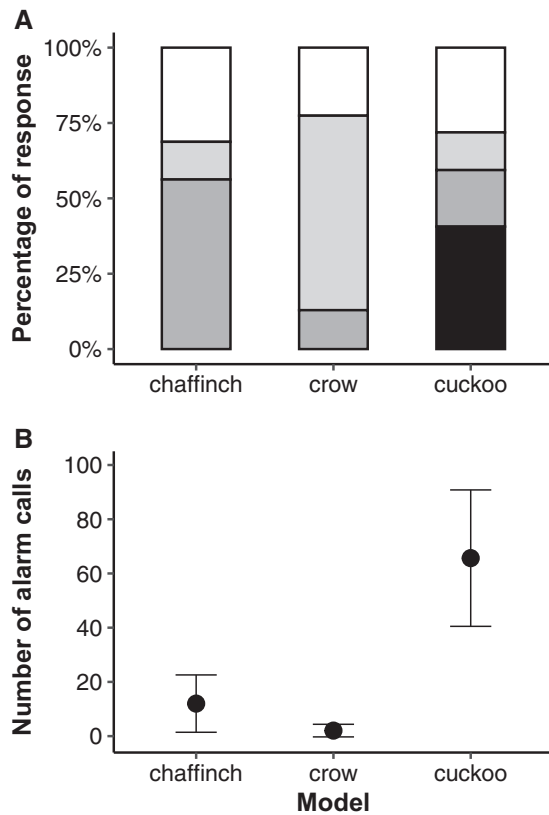 A
Percentage of response
100%
75%
50%
25%
0%
chaffinch crow cuckoo
B
Number of alarm calls
100
80
60
40
20
0
chaffinch crow cuckoo
Model